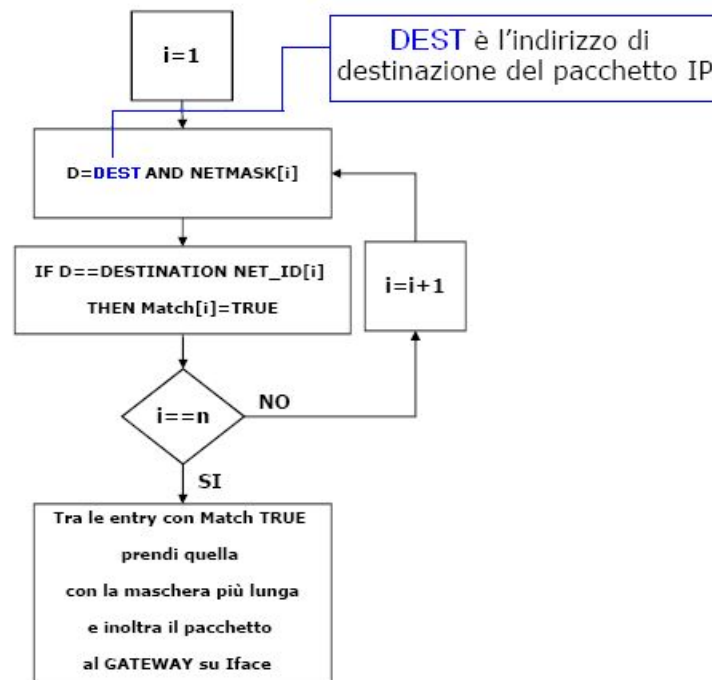 i=1
DEST è l'indirizzo di
destinazione del pacchetto IP
D=DEST AND NETMASK[i]
IF D==DESTINATION NET_ID[i]
THEN Match[i]=TRUE
i=i+1
i==n
NO
SI
Tra le entry con Match TRUE
prendi quella
con la maschera più lunga
e inoltra il pacchetto
al GATEWAY su Iface